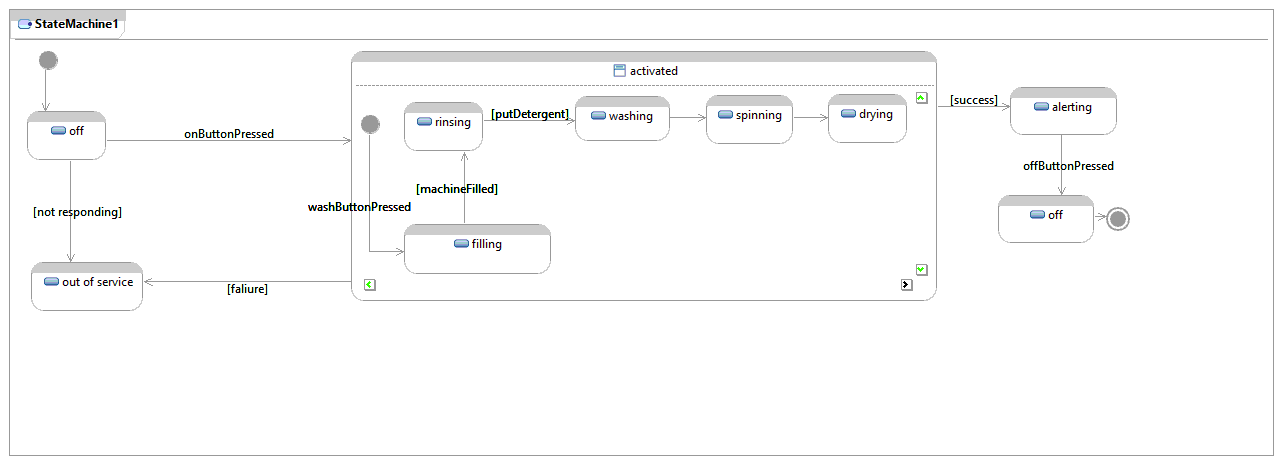 StateMachine1
activated
off
onButtonPressed
rinsing
[putDetergent]
washing
spinning
drying
[success]
alerting
[machineFilled]
offButtonPressed
[not responding]
washButtonPressed
off
filling
out of service
[faliure]